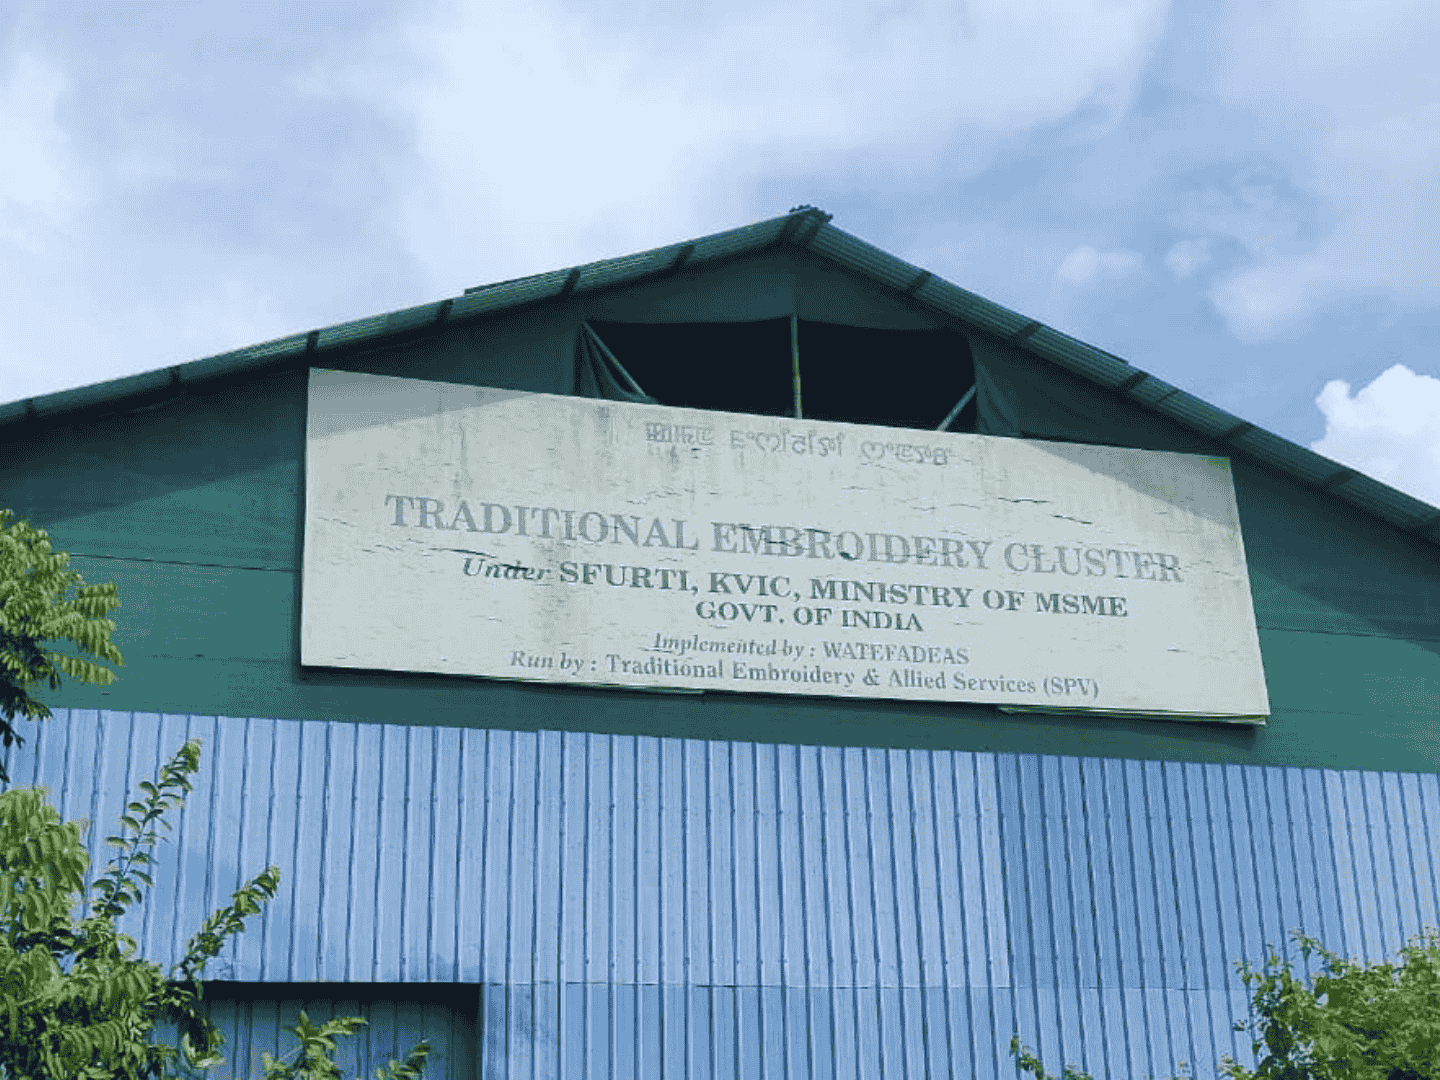 TRADITIONAL EMBROIDERY CLUSTER
Under SFURTI, KVIC, MINISTRY OF MSME
GOVT. OF INDIA
Implemented by : WATEFADEAS
Run by : Traditional Embroidery & Allied Services (SPV)